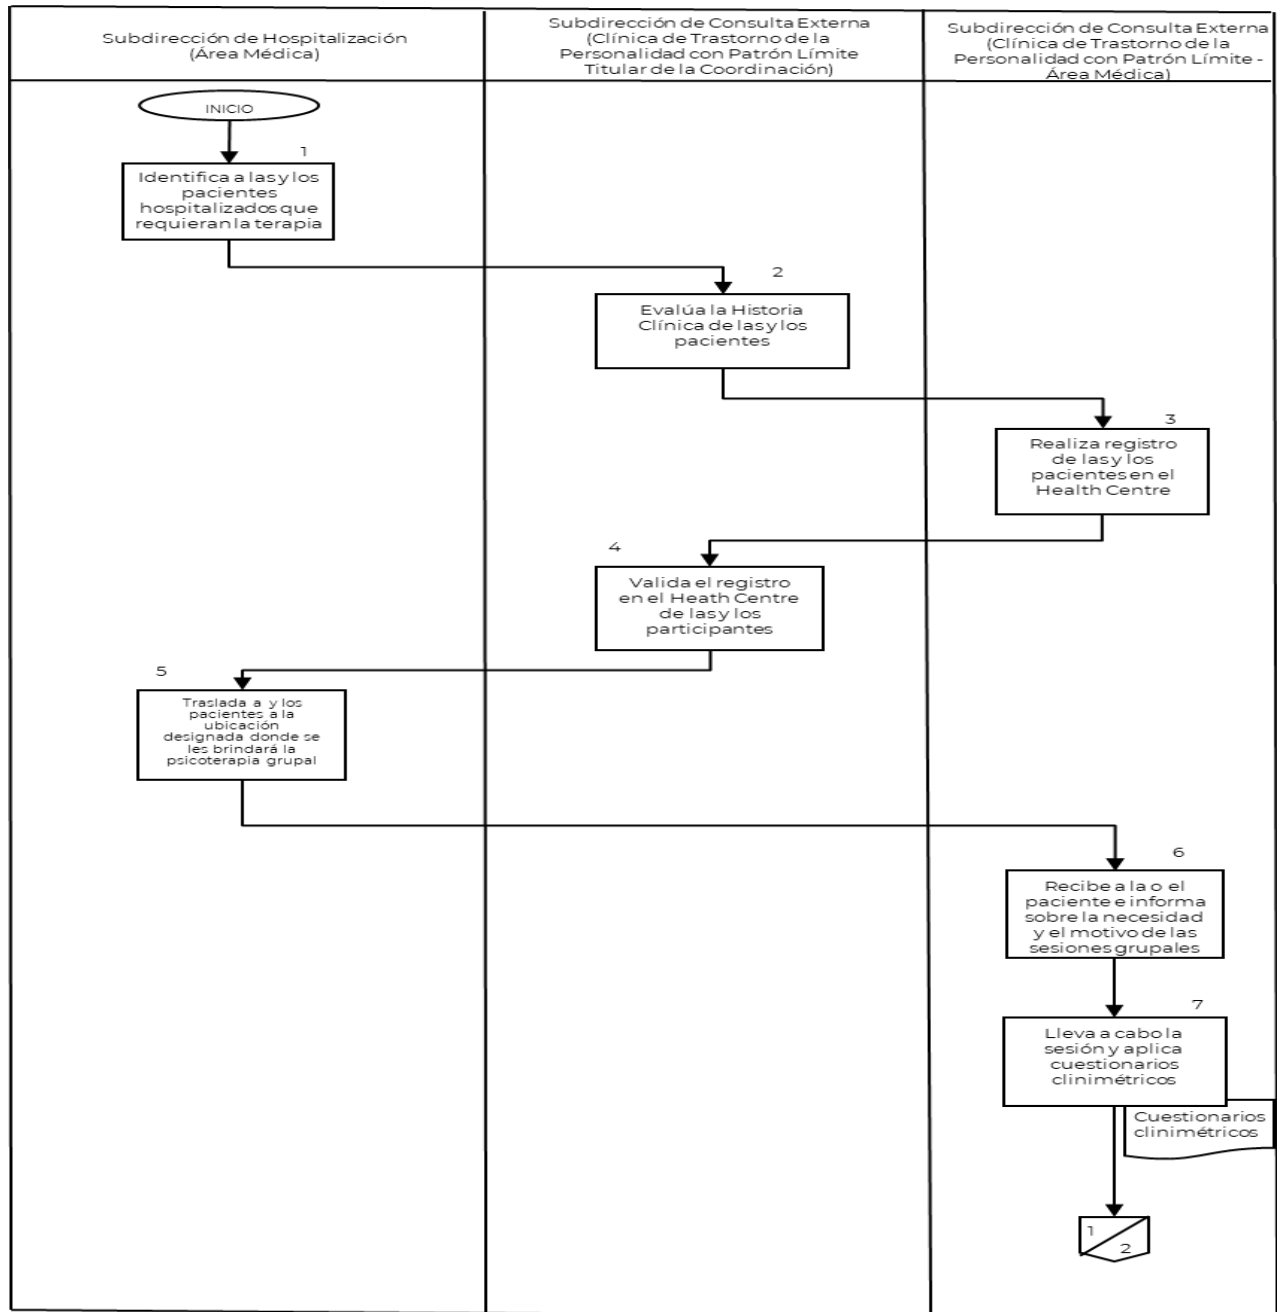 Subdirección de Hospitalización
(Área Médica)
Subdirección de Consulta Externa
(Clínica de Trastorno de la
Personalidad con Patrón Límite
Titular de la Coordinación)
Subdirección de Consulta Externa
(Clínica de Trastorno de la
Personalidad con Patrón Límite -
Área Médica)
INICIO
1
Identifica a las y los
pacientes
hospitalizados que
requieran la terapia
2
Evalúa la Historia
Clínica de las y los
pacientes
3
Realiza registro
de las y los
pacientes en el
Health Centre
4
Valida el registro
en el Heath Centre
de las y los
participantes
5
Traslada a y los
pacientes a la
ubicación
designada donde se
les brindará la
psicoterapia grupal
6
Recibe a la o el
paciente e informa
sobre la necesidad
y el motivo de las
sesiones grupales
7
Lleva a cabo la
sesión y aplica
cuestionarios
clinimétricos
Cuestionarios
clinimétricos
1
2